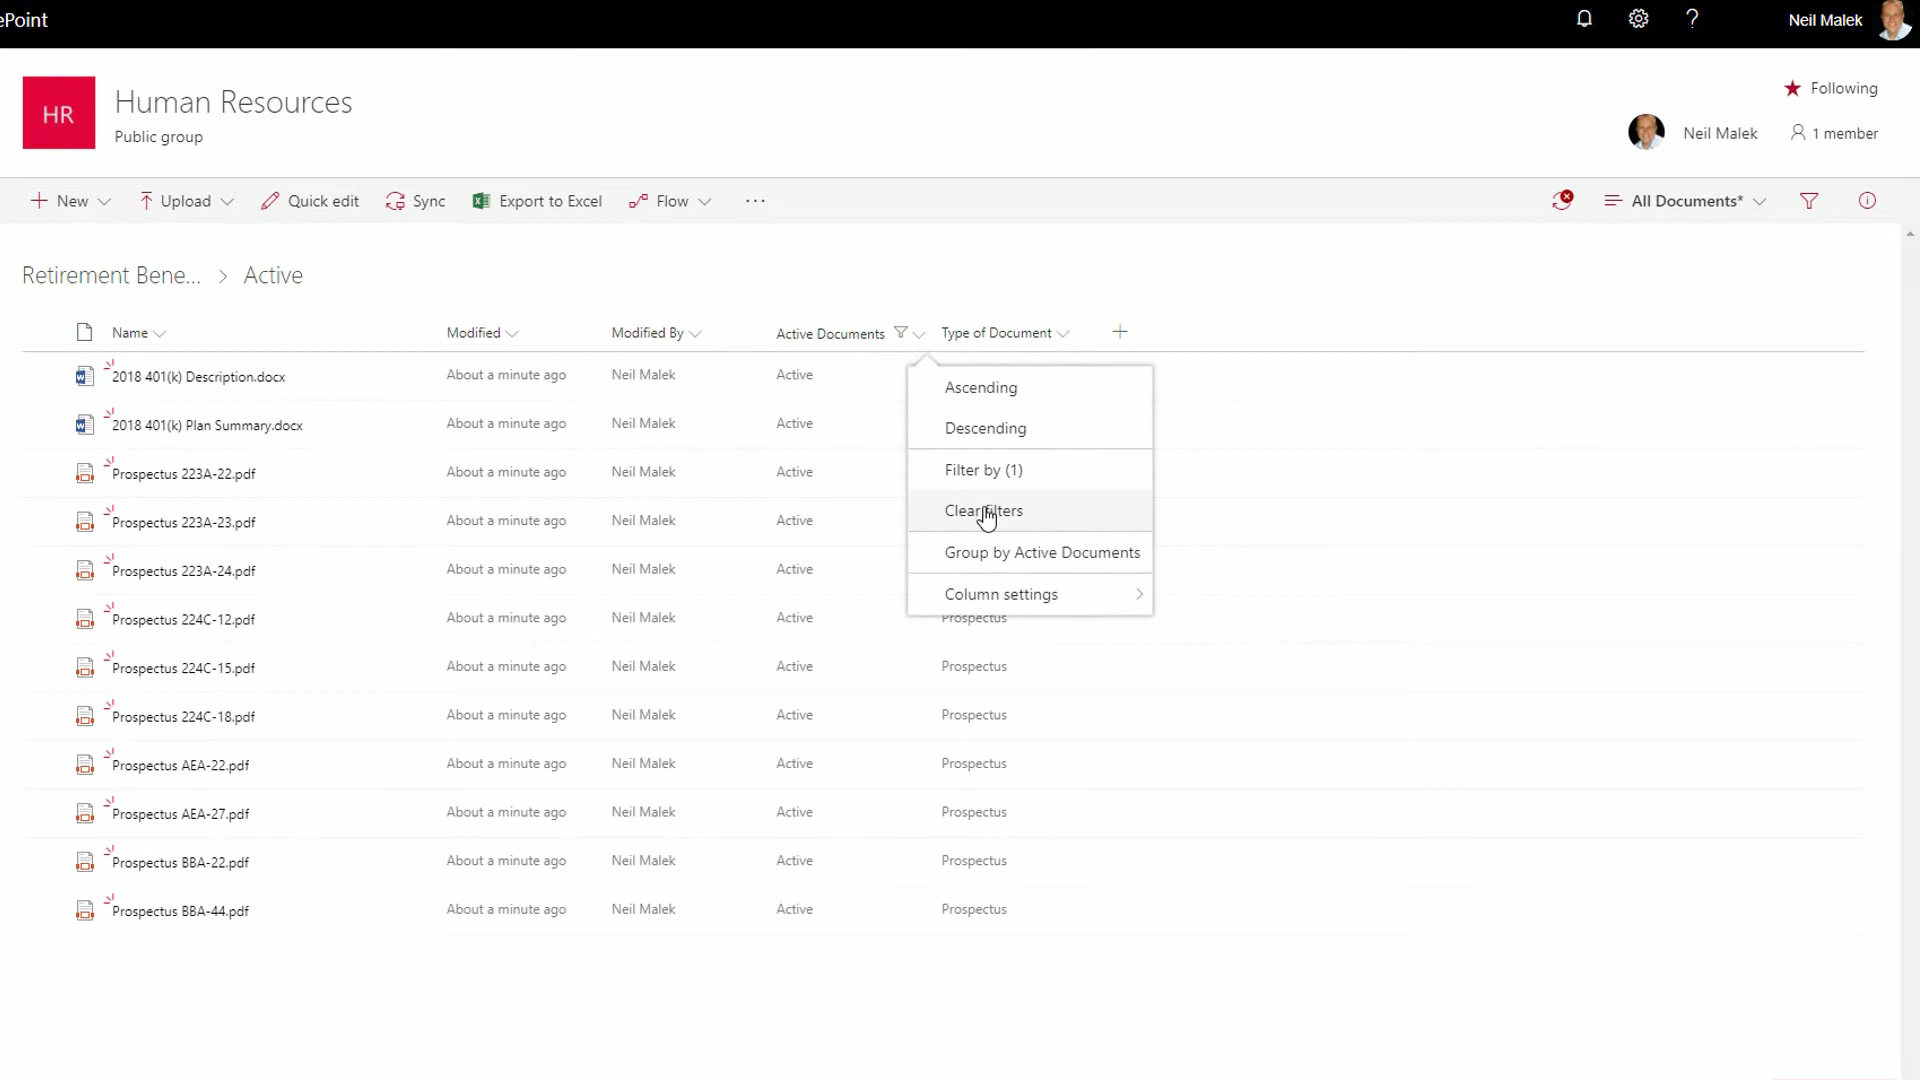 ePoint
Neil Malek
HR
Human Resources
Public group
Following
Neil Malek
1 member
New
Upload
Quick edit
Sync
Export to Excel
Flow
...
All Documents*
Retirement Bene... > Active
Name
Modified
Modified By
Active Documents
Type of Document
2018 401(k) Description.docx About a minute ago Neil Malek Active
2018 401(k) Plan Summary.docx About a minute ago Neil Malek Active
Prospectus 223A-22.pdf About a minute ago Neil Malek Active
Prospectus 223A-23.pdf About a minute ago Neil Malek Active
Prospectus 223A-24.pdf About a minute ago Neil Malek Active
Prospectus 224C-12.pdf About a minute ago Neil Malek Active Prospectus
Prospectus 224C-15.pdf About a minute ago Neil Malek Active Prospectus
Prospectus 224C-18.pdf About a minute ago Neil Malek Active Prospectus
Prospectus AEA-22.pdf About a minute ago Neil Malek Active Prospectus
Prospectus AEA-27.pdf About a minute ago Neil Malek Active Prospectus
Prospectus BBA-22.pdf About a minute ago Neil Malek Active Prospectus
Prospectus BBA-44.pdf About a minute ago Neil Malek Active Prospectus
Ascending
Descending
Filter by (1)
Clear filters
Group by Active Documents
Column settings